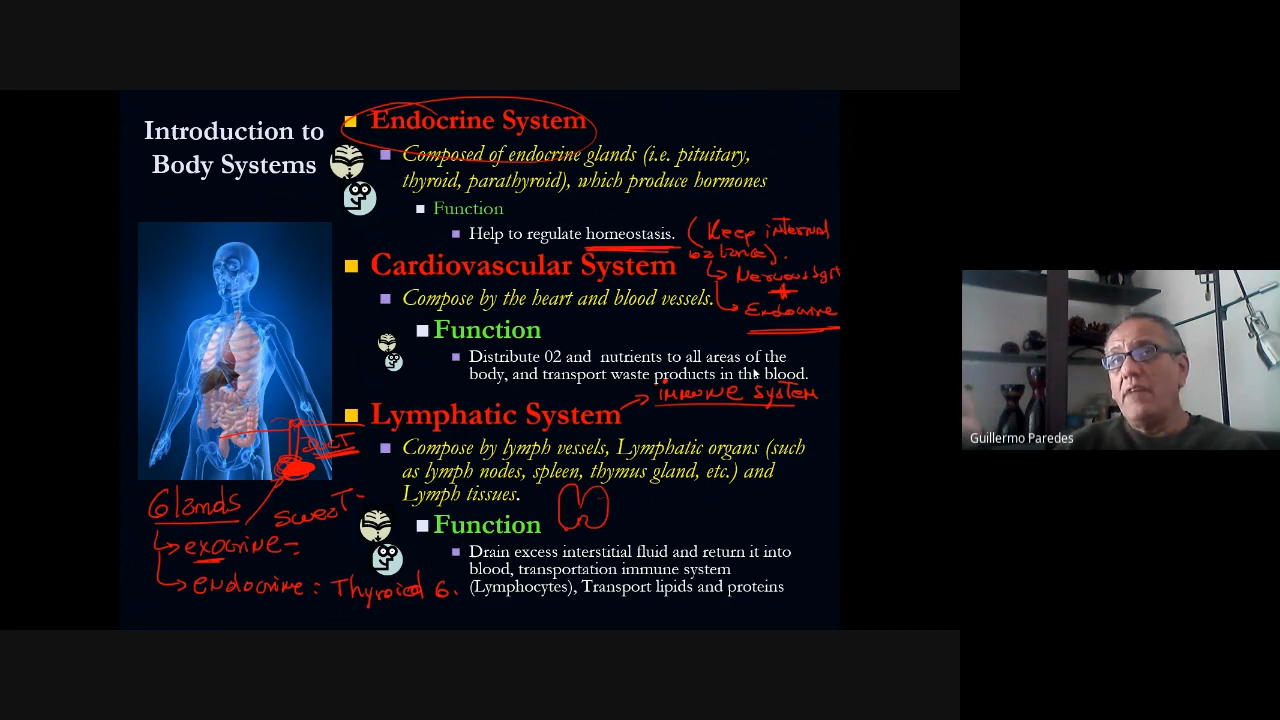 Introduction to
Body Systems
Endocrine System
Composed of endocrine glands (i.e. pituitary,
thyroid, parathyroid), which produce hormones
Function
Help to regulate homeostasis.
(Keep internal
balance).
Nervous syst
+
Endocrine
Cardiovascular System
Compose by the heart and blood vessels.
Function
Distribute 02 and nutrients to all areas of the
body, and transport waste products in the blood.
immune system
Lymphatic System
Compose by lymph vessels, Lymphatic organs (such
as lymph nodes, spleen, thymus gland, etc.) and
Lymph tissues.
Function
Drain excess interstitial fluid and return it into
blood, transportation immune system
(Lymphocytes), Transport lipids and proteins
Duct
Glands
sweat
exocrine
endocrine: Thyroid G.
Guillermo Paredes